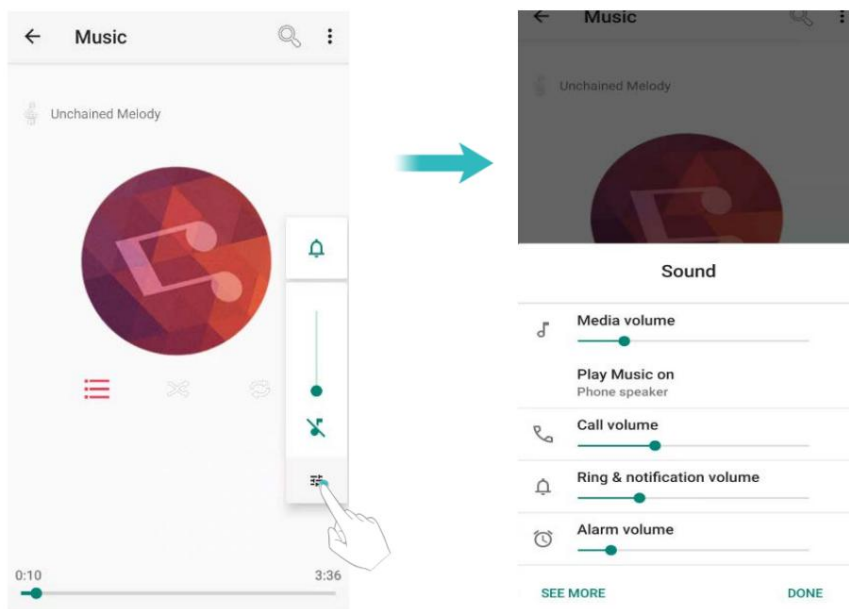 Music
Unchained Melody
0:10
3:36
Music
Unchained Melody
Sound
Media volume
Play Music on
Phone speaker
Call volume
Ring & notification volume
Alarm volume
SEE MORE
DONE